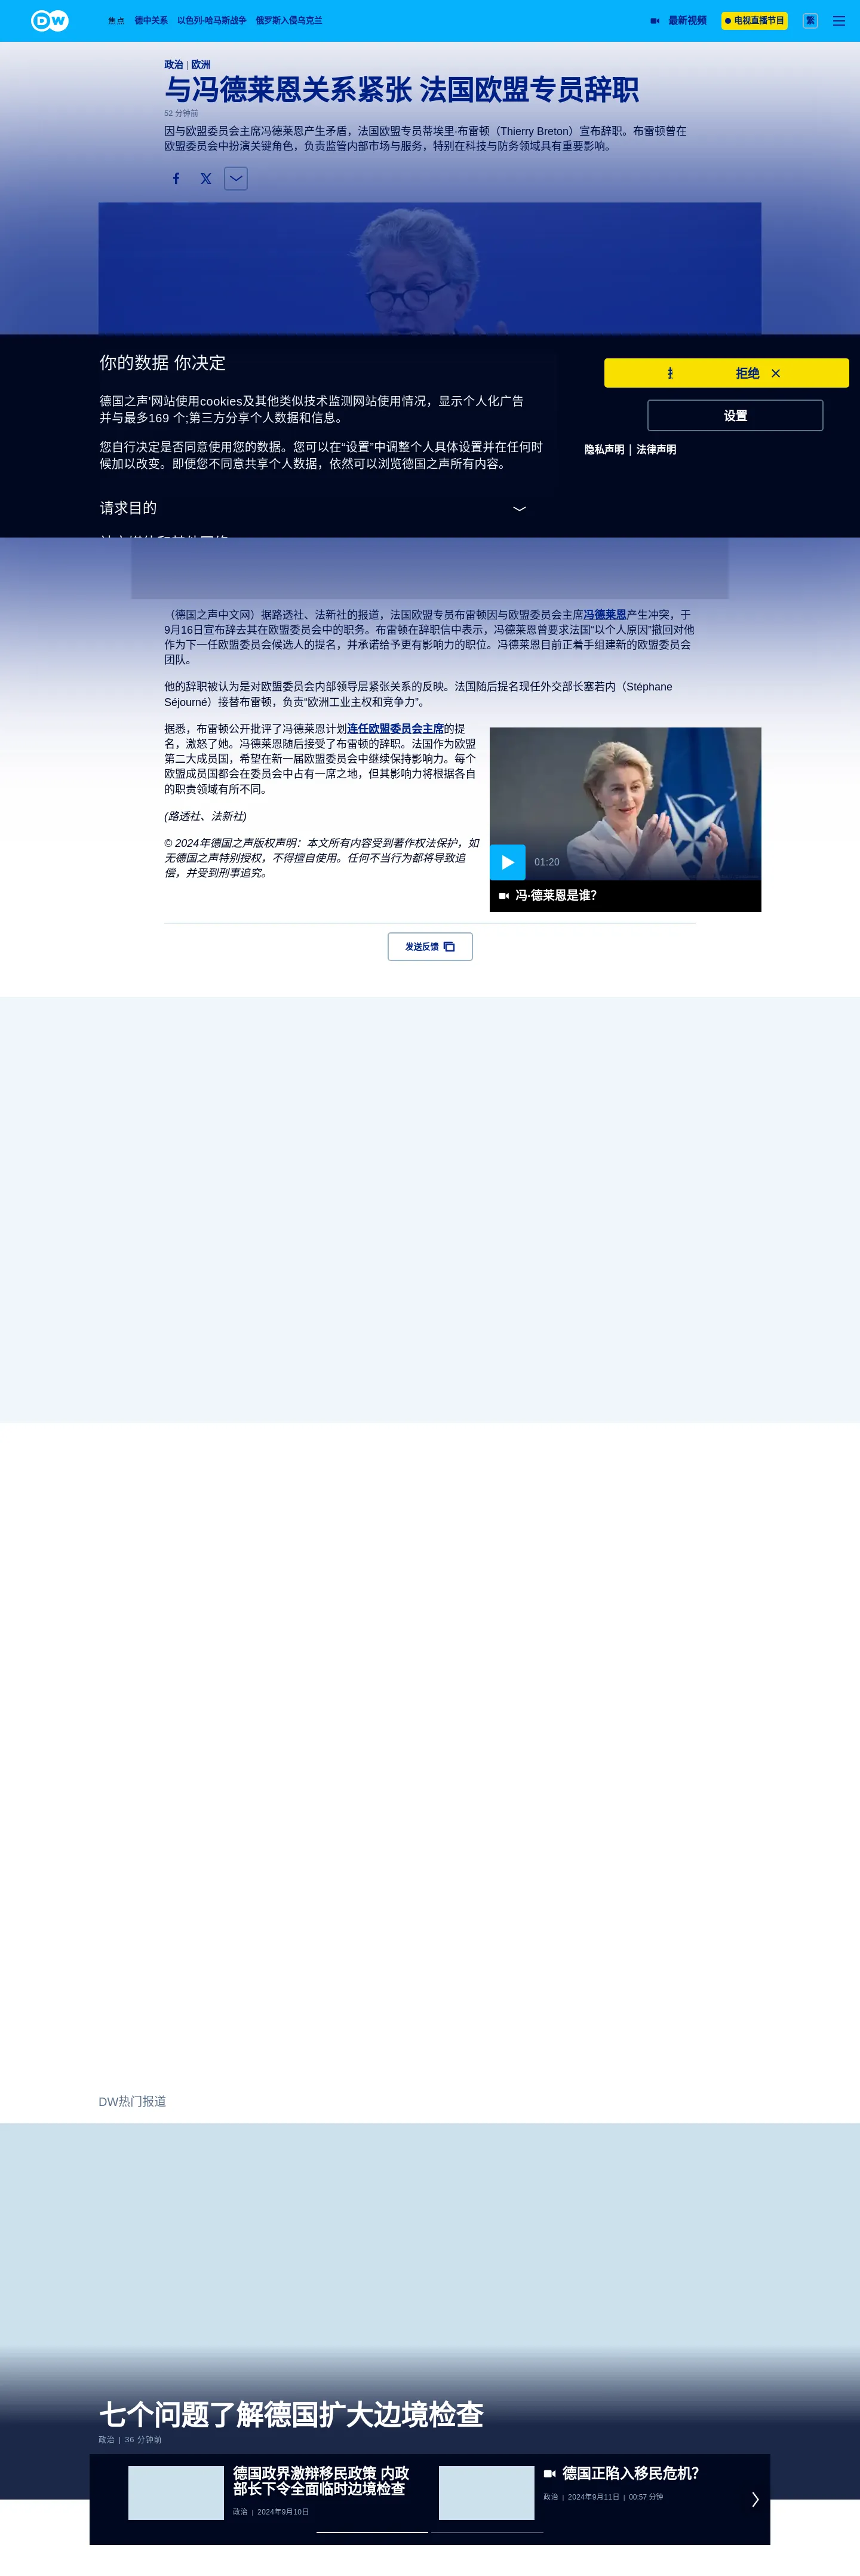 DW
焦点 德中关系 以色列-哈马斯战争 俄罗斯入侵乌克兰 最新视频 电视直播节目 繁
政治 | 欧洲
与冯德莱恩关系紧张 法国欧盟专员辞职
52 分钟前
因与欧盟委员会主席冯德莱恩产生矛盾，法国欧盟专员蒂埃里·布雷顿（Thierry Breton）宣布辞职。布雷顿曾在
欧盟委员会中扮演关键角色，负责监管内部市场与服务，特别在科技与防务领域具有重要影响。
你的数据 你决定
德国之声'网站使用cookies及其他类似技术监测网站使用情况，显示个人化广告
并与最多169 个;第三方分享个人数据和信息。
您自行决定是否同意使用您的数据。您可以在“设置”中调整个人具体设置并在任何时
候加以改变。即便您不同意共享个人数据，依然可以浏览德国之声所有内容。
请求目的
拒绝
设置
隐私声明 | 法律声明
（德国之声中文网）据路透社、法新社的报道，法国欧盟专员布雷顿因与欧盟委员会主席冯德莱恩产生冲突，于
9月16日宣布辞去其在欧盟委员会中的职务。布雷顿在辞职信中表示，冯德莱恩曾要求法国“以个人原因”撤回对他
作为下一任欧盟委员会候选人的提名，并承诺给予更有影响力的职位。冯德莱恩目前正着手组建新的欧盟委员会
团队。
他的辞职被认为是对欧盟委员会内部领导层紧张关系的反映。法国随后提名现任外交部长塞若内（Stéphane
Séjourné）接替布雷顿，负责“欧洲工业主权和竞争力”。
据悉，布雷顿公开批评了冯德莱恩计划连任欧盟委员会主席的提
名，激怒了她。冯德莱恩随后接受了布雷顿的辞职。法国作为欧盟
第二大成员国，希望在新一届欧盟委员会中继续保持影响力。每个
欧盟成员国都会在委员会中占有一席之地，但其影响力将根据各自
的职责领域有所不同。
(路透社、法新社)
© 2024年德国之声版权声明：本文所有内容受到著作权法保护，如
无德国之声特别授权，不得擅自使用。任何不当行为都将导致追
偿，并受到刑事追究。
01:20
冯·德莱恩是谁？
发送反馈
DW热门报道
七个问题了解德国扩大边境检查
政治 | 36 分钟前
德国政界激辩移民政策 内政
部长下令全面临时边境检查
政治 | 2024年9月10日
德国正陷入移民危机？
政治 | 2024年9月11日 | 00:57 分钟